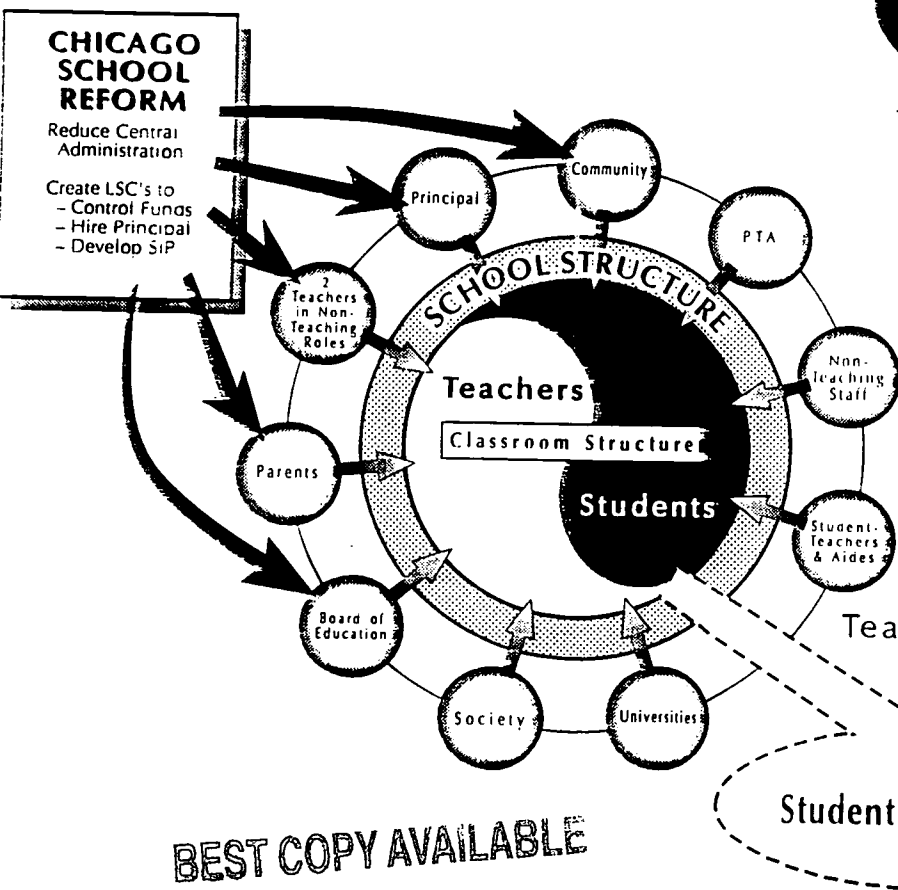 CHICAGO
SCHOOL
REFORM
Reduce Central
Administration
Create LSC's to
– Control Funds
– Hire Principal
– Develop SIP
Community
Principal
PTA
2
Teachers
in Non-
Teaching
Roles
SCHOOL STRUCTURE
Non-
Teaching
Staff
Teachers
Classroom Structure
Parents
Students
Student-
Teachers
& Aides
Board of
Education
Tea
Society
Universities
Student
BEST COPY AVAILABLE